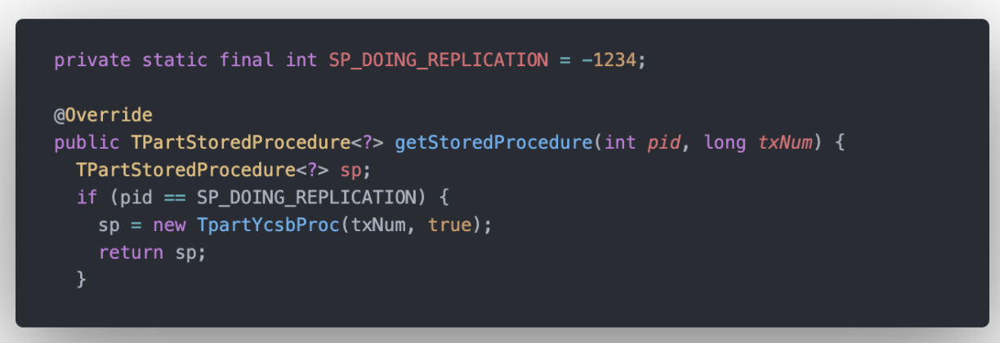 private static final int SP_DOING_REPLICATION = -1234;

@Override
public TPartStoredProcedure<?> getStoredProcedure(int pid, long txNum) {
  TPartStoredProcedure<?> sp;
  if (pid == SP_DOING_REPLICATION) {
    sp = new TpartYcsbProc(txNum, true);
    return sp;
  }